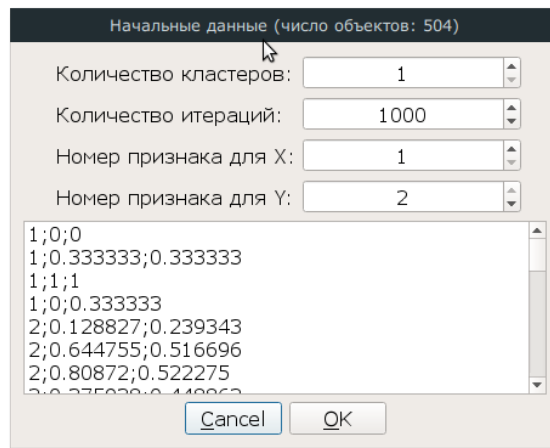 Начальные данные (число объектов: 504)
Количество кластеров: 1
Количество итераций: 1000
Номер признака для X: 1
Номер признака для Y: 2
1;0;0
1;0.333333;0.333333
1;1;1
1;0;0.333333
2;0.128827;0.239343
2;0.644755;0.516696
2;0.80872;0.522275
Cancel OK